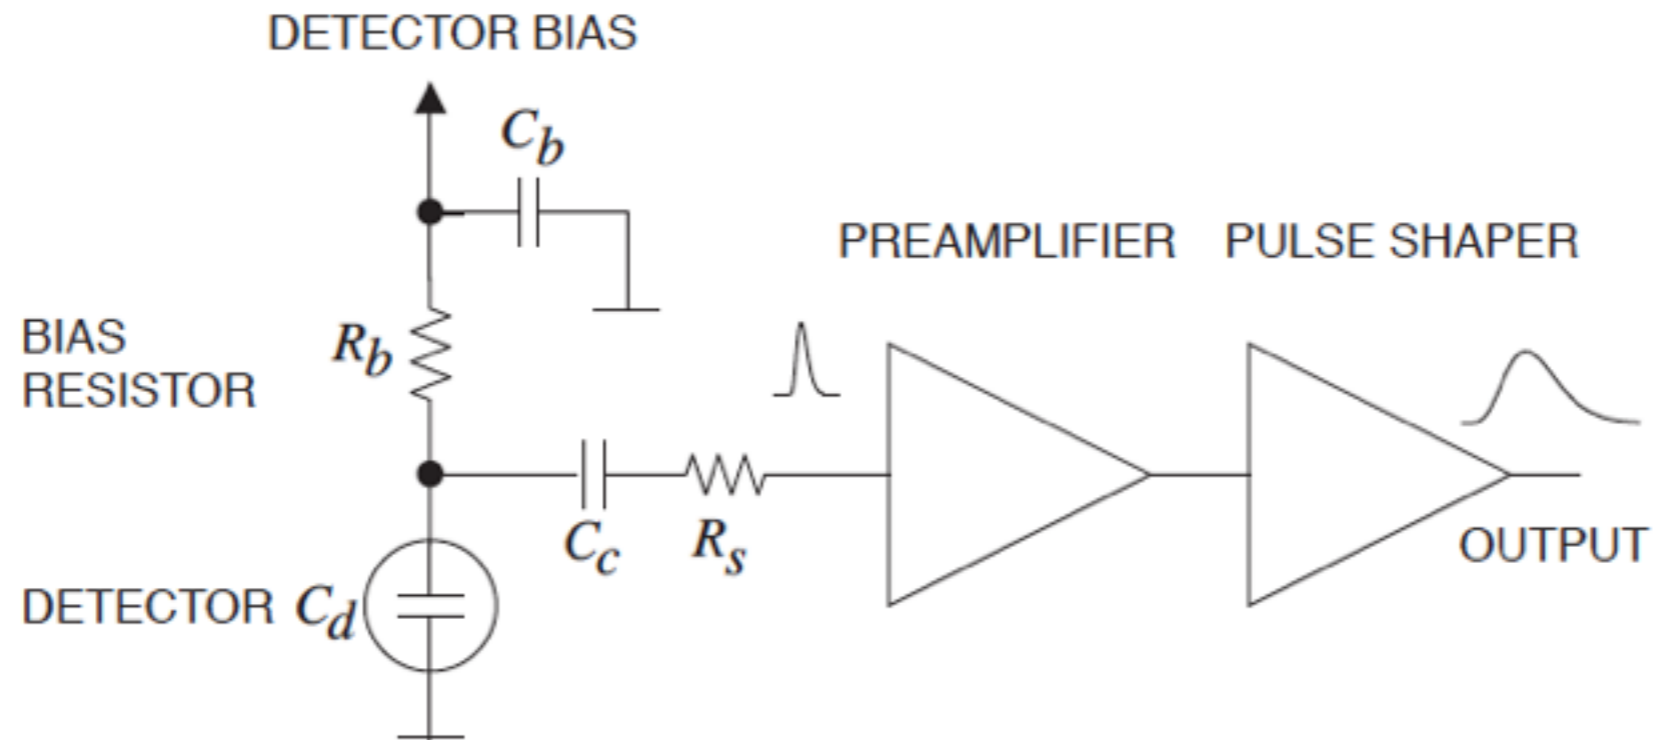 DETECTOR BIAS
Cb
PREAMPLIFIER
PULSE SHAPER
BIAS
RESISTOR
Rb
Cc
Rs
OUTPUT
DETECTOR
Cd